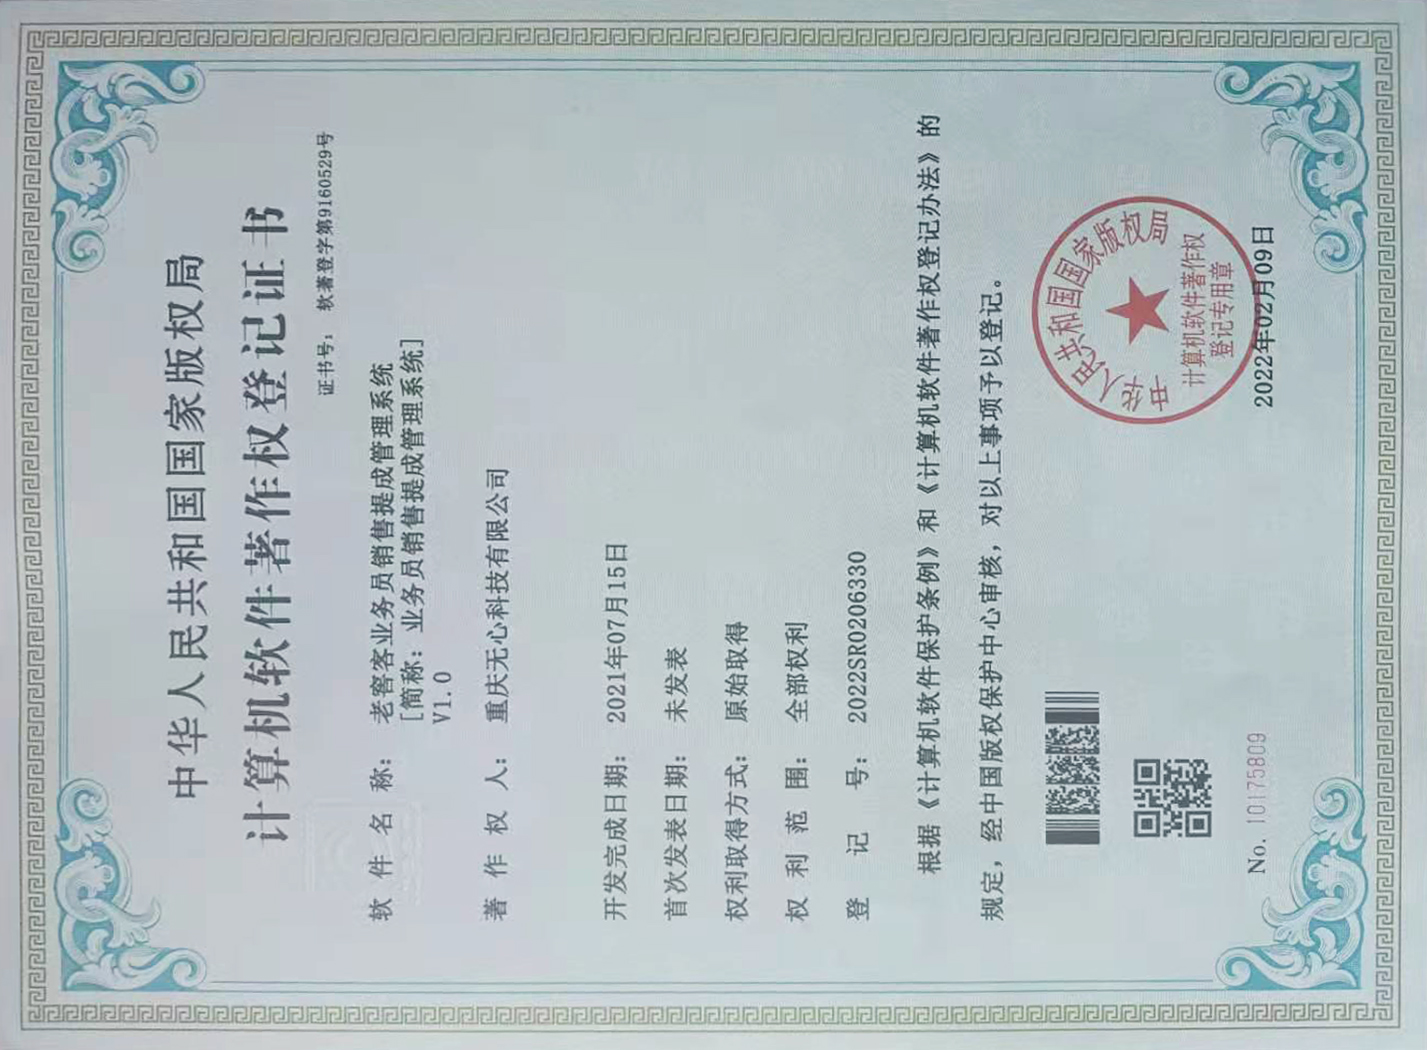 中华人民共和国国家版权局
计算机软件著作权登记证书
证书号： 软著登字第9160529号
软件名称： 老窖客业务员销售提成管理系统
[简称：业务员销售提成管理系统]
V1.0
著作权人： 重庆无心科技有限公司
开发完成日期： 2021年07月15日
首次发表日期： 未发表
权利取得方式： 原始取得
权利范围： 全部权利
登记号： 2022SR0206330
根据《计算机软件保护条例》和《计算机软件著作权登记办法》的
规定，经中国版权保护中心审核，对以上事项予以登记。
中华人民共和国国家版权局
计算机软件著作权
登记专用章
No. 10175809
2022年02月09日